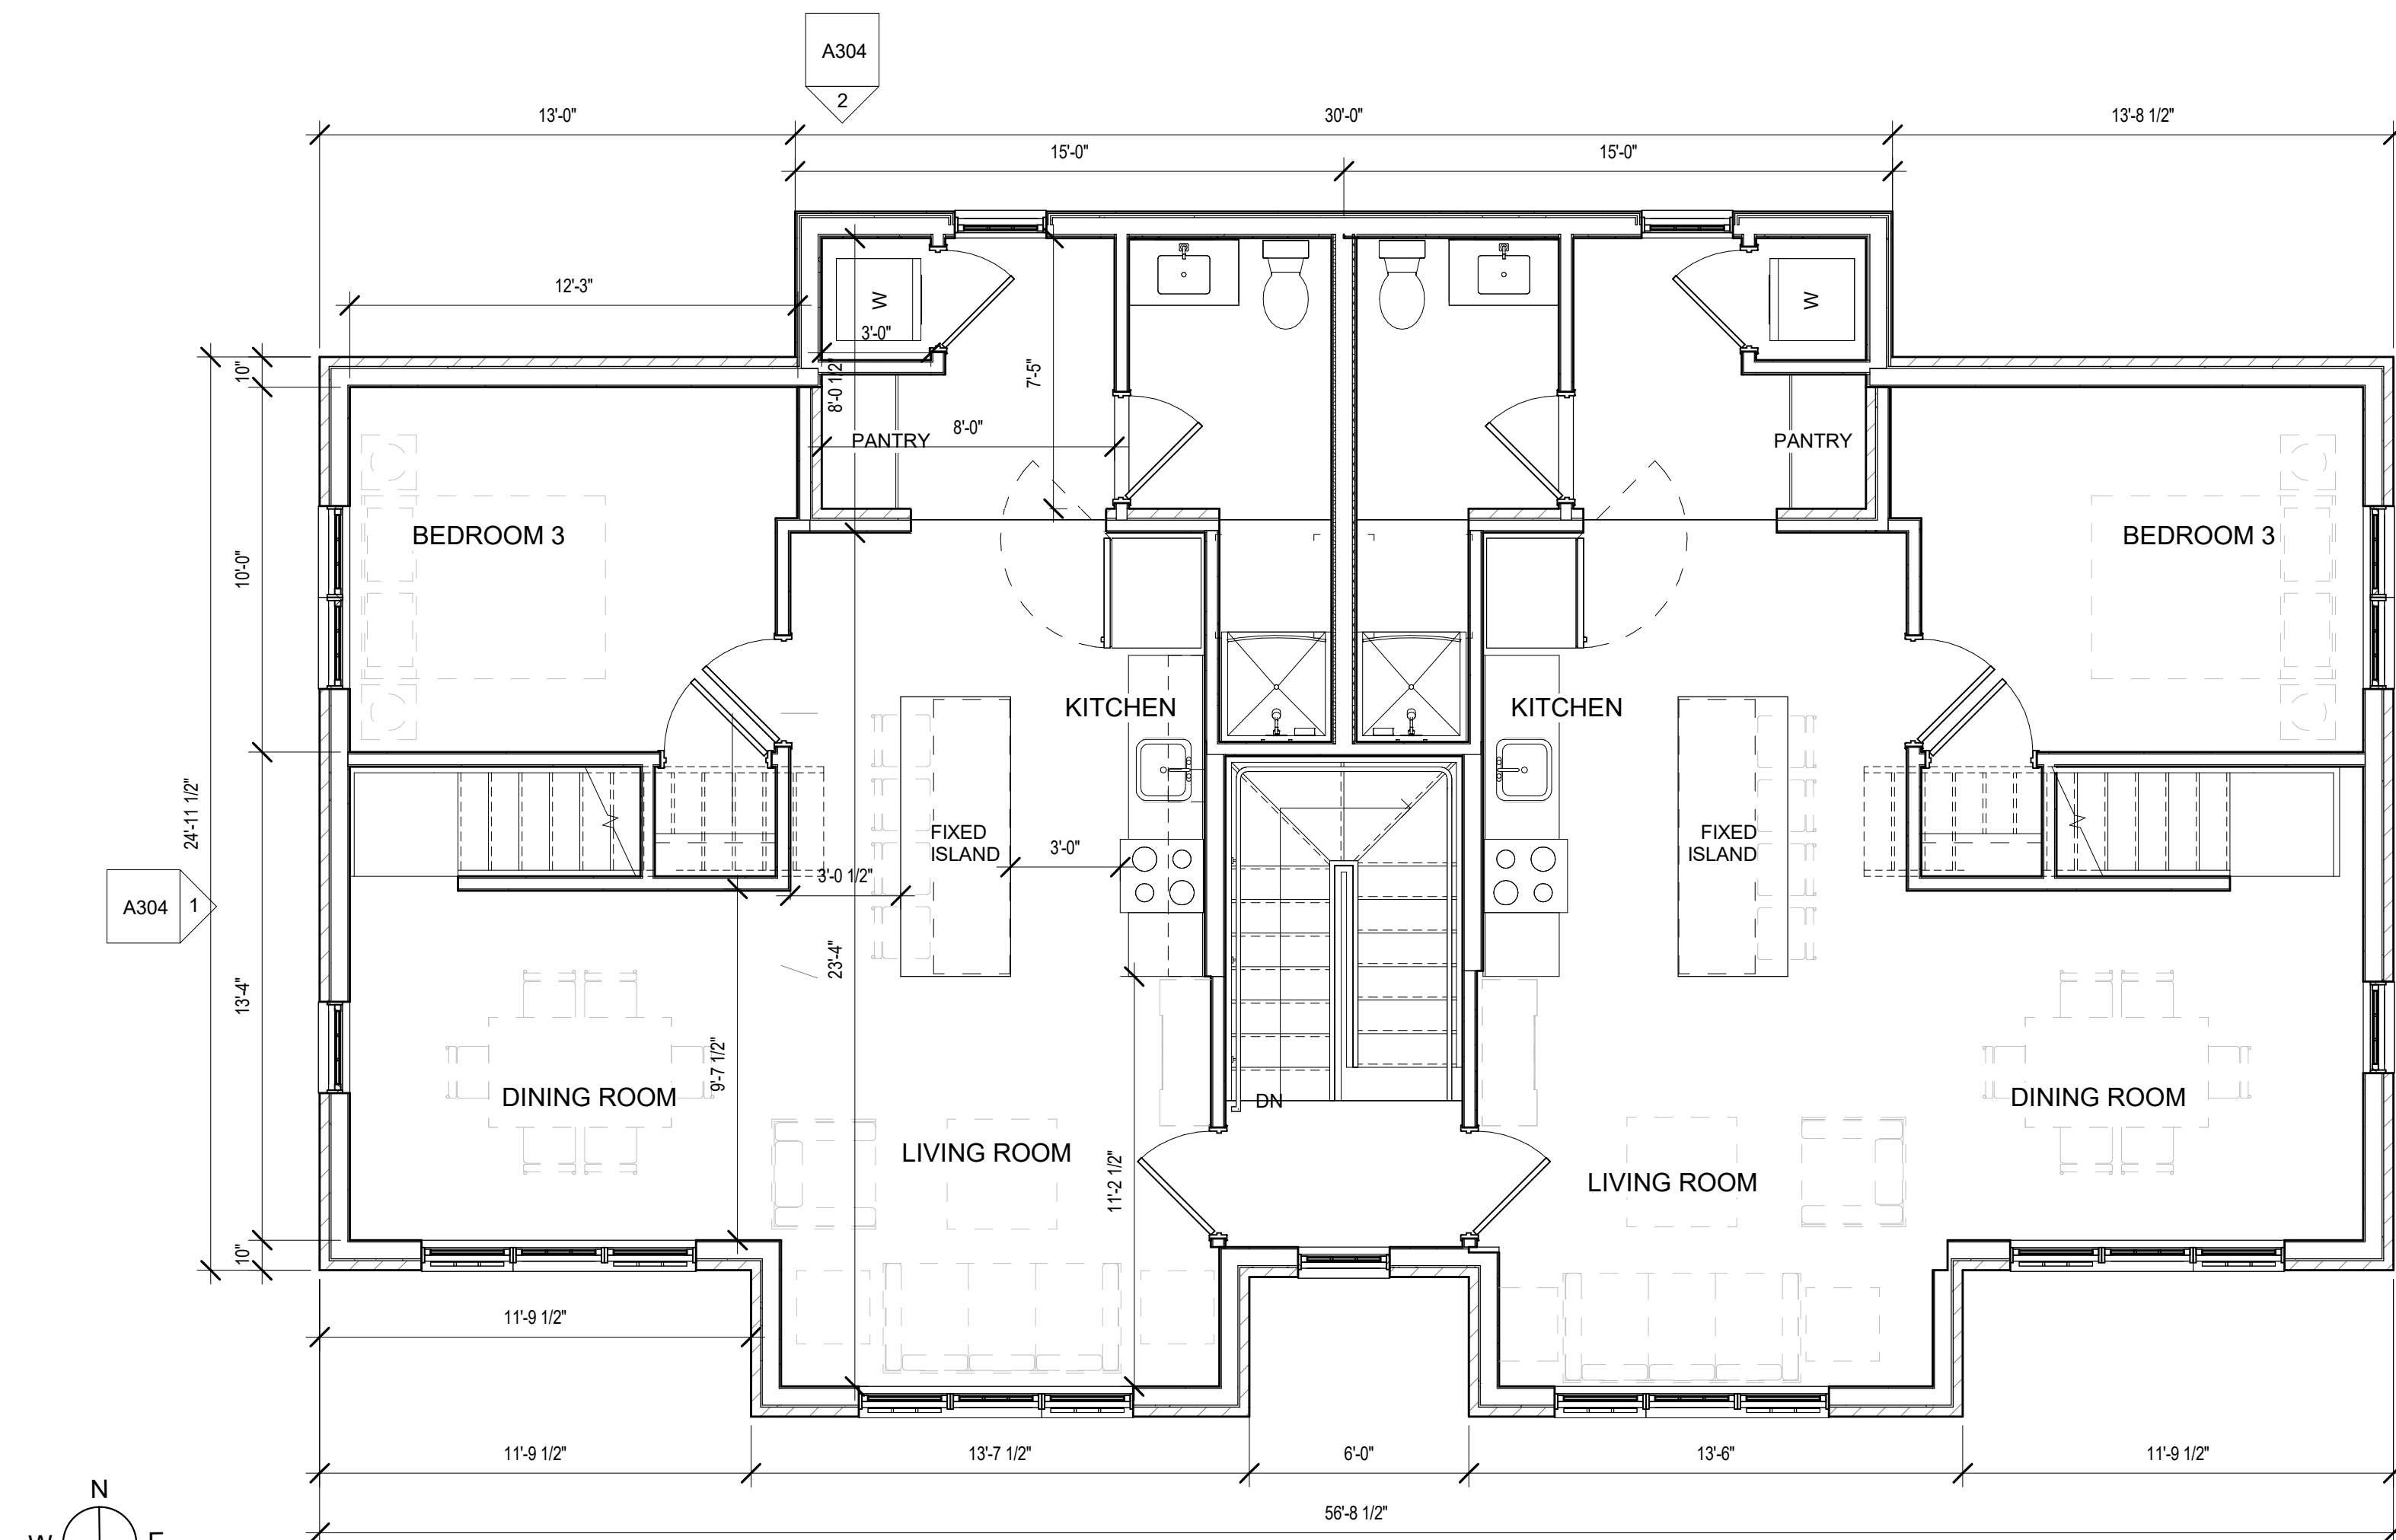 A304
2
13'-0"
30'-0"
13'-8 1/2"
15'-0"
15'-0"
12'-3"
W
W
3'-0"
10"
8'-0 1/2"
7'-5"
PANTRY
8'-0"
PANTRY
BEDROOM 3
BEDROOM 3
10'-0"
KITCHEN
KITCHEN
24'-11 1/2"
FIXED
ISLAND
3'-0"
FIXED
ISLAND
3'-0 1/2"
A304
1
23'-4"
13'-4"
9'-7 1/2"
DINING ROOM
DN
DINING ROOM
LIVING ROOM
11'-2 1/2"
LIVING ROOM
10"
11'-9 1/2"
11'-9 1/2"
13'-7 1/2"
6'-0"
13'-6"
11'-9 1/2"
N
56'-8 1/2"
W
E